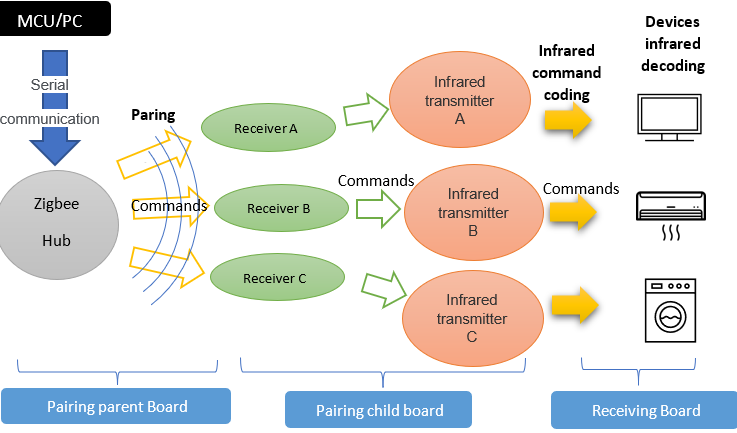 MCU/PC
Serial
communication
Zigbee
Hub
Paring
Commands
Receiver A
Receiver B
Receiver C
Commands
Infrared
transmitter
A
Infrared
transmitter
B
Infrared
transmitter
C
Infrared
command
coding
Commands
Devices
infrared
decoding
Pairing parent Board
Pairing child board
Receiving Board